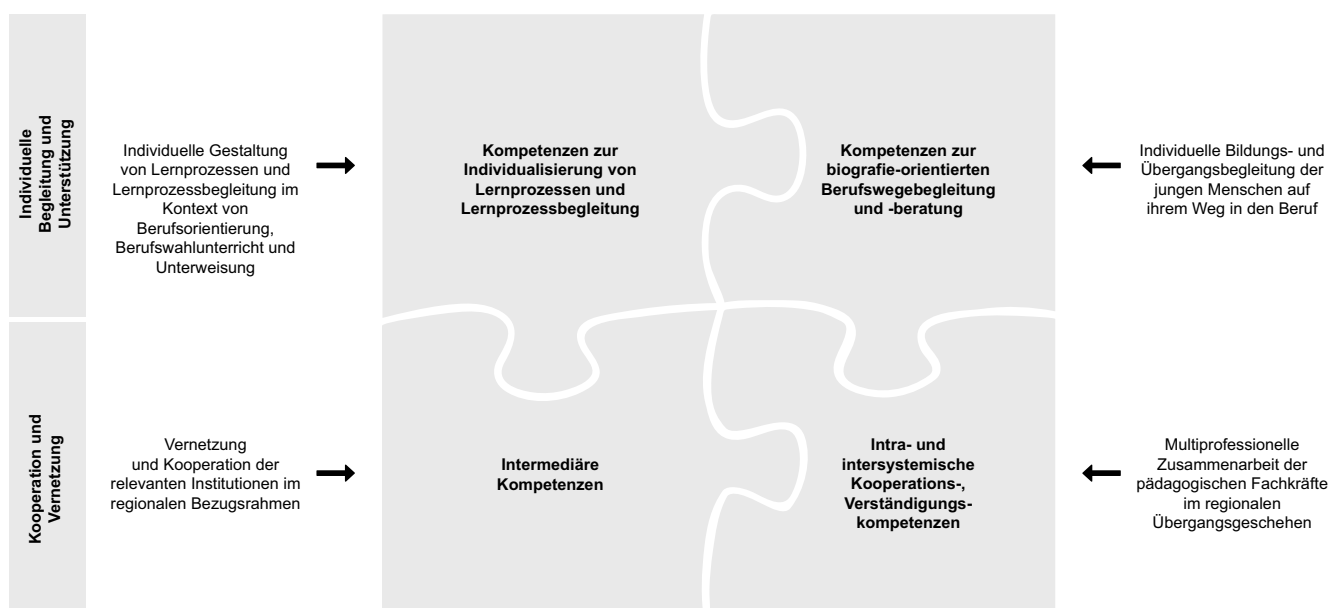 Individuelle
Begleitung und
Unterstützung
Individuelle Gestaltung
von Lernprozessen und
Lernprozessbegleitung im
Kontext von
Berufsorientierung,
Berufswahlunterricht und
Unterweisung
Kompetenzen zur
Individualisierung von
Lernprozessen und
Lernprozessbegleitung
Kompetenzen zur
biografie-orientierten
Berufswegebegleitung
und -beratung
Individuelle Bildungs- und
Übergangsbegleitung der
jungen Menschen auf
ihrem Weg in den Beruf
Kooperation und
Vernetzung
Vernetzung
und Kooperation der
relevanten Institutionen im
regionalen Bezugsrahmen
Intermediäre
Kompetenzen
Intra- und
intersystemische
Kooperations-,
Verständigungs-
kompetenzen
Multiprofessionelle
Zusammenarbeit der
pädagogischen Fachkräfte
im regionalen
Übergangsgeschehen